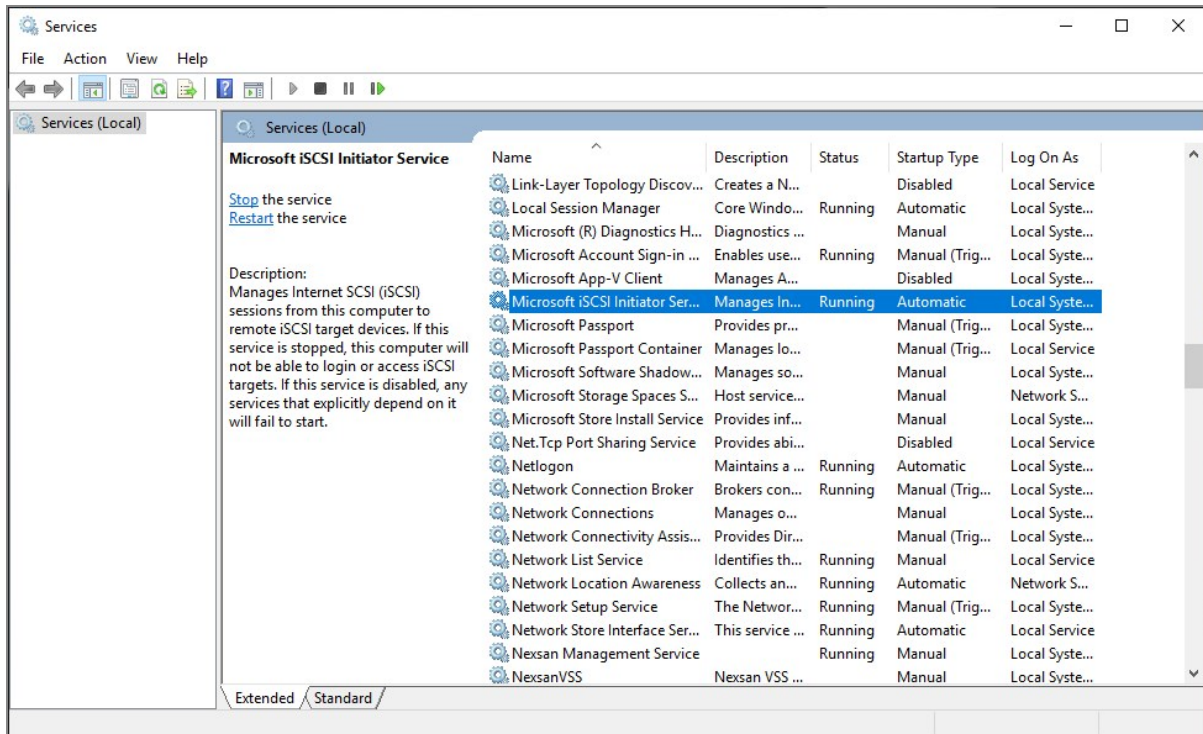 Services
File Action View Help
Services (Local)
Services (Local)
Microsoft iSCSI Initiator Service
Stop the service
Restart the service
Description:
Manages Internet SCSI (iSCSI)
sessions from this computer to
remote iSCSI target devices. If this
service is stopped, this computer will
not be able to login or access iSCSI
targets. If this service is disabled, any
services that explicitly depend on it
will fail to start.
Name Description Status Startup Type Log On As
Link-Layer Topology Discov... Creates a N... Disabled Local Service
Local Session Manager Core Windo... Running Automatic Local Syste...
Microsoft (R) Diagnostics H... Diagnostics ... Manual Local Syste...
Microsoft Account Sign-in ... Enables use... Running Manual (Trig... Local Syste...
Microsoft App-V Client Manages A... Disabled Local Syste...
Microsoft iSCSI Initiator Ser... Manages In... Running Automatic Local Syste...
Microsoft Passport Provides pr... Manual (Trig... Local Syste...
Microsoft Passport Container Manages lo... Manual (Trig... Local Service
Microsoft Software Shadow... Manages so... Manual Local Syste...
Microsoft Storage Spaces S... Host service... Manual Network S...
Microsoft Store Install Service Provides inf... Manual Local Syste...
Net.Tcp Port Sharing Service Provides abi... Disabled Local Service
Netlogon Maintains a ... Running Automatic Local Syste...
Network Connection Broker Brokers con... Running Manual (Trig... Local Syste...
Network Connections Manages o... Manual Local Syste...
Network Connectivity Assis... Provides Dir... Manual (Trig... Local Syste...
Network List Service Identifies th... Running Manual Local Service
Network Location Awareness Collects an... Running Automatic Network S...
Network Setup Service The Networ... Running Manual (Trig... Local Syste...
Network Store Interface Ser... This service ... Running Automatic Local Service
Nexsan Management Service Running Manual Local Syste...
NexsanVSS Nexsan VSS ... Manual Local Syste...
Extended Standard